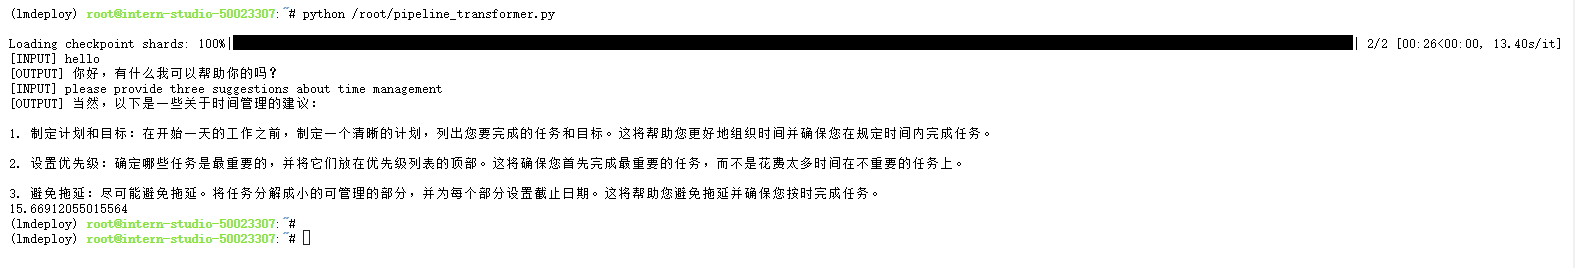 (lmdeploy) root@intern-studio-50023307:~# python /root/pipeline_transformer.py
Loading checkpoint shards: 100%| | 2/2 [00:26<00:00, 13.40s/it]
[INPUT] hello
[OUTPUT] 你好，有什么我可以帮助你的吗？
[INPUT] please provide three suggestions about time management
[OUTPUT] 当然，以下是一些关于时间管理的建议：
1. 制定计划和目标：在开始一天的工作之前，制定一个清晰的计划，列出您要完成的任务和目标。这将帮助您更好地组织时间并确保您在规定时间内完成任务。
2. 设置优先级：确定哪些任务是最重要的，并将它们放在优先级列表的顶部。这将确保您首先完成最重要的任务，而不是花费太多时间在不重要的任务上。
3. 避免拖延：尽可能避免拖延。将任务分解成小的可管理的部分，并为每个部分设置截止日期。这将帮助您避免拖延并确保您按时完成任务。
15.66912055015564
(lmdeploy) root@intern-studio-50023307:~#
(lmdeploy) root@intern-studio-50023307:~#